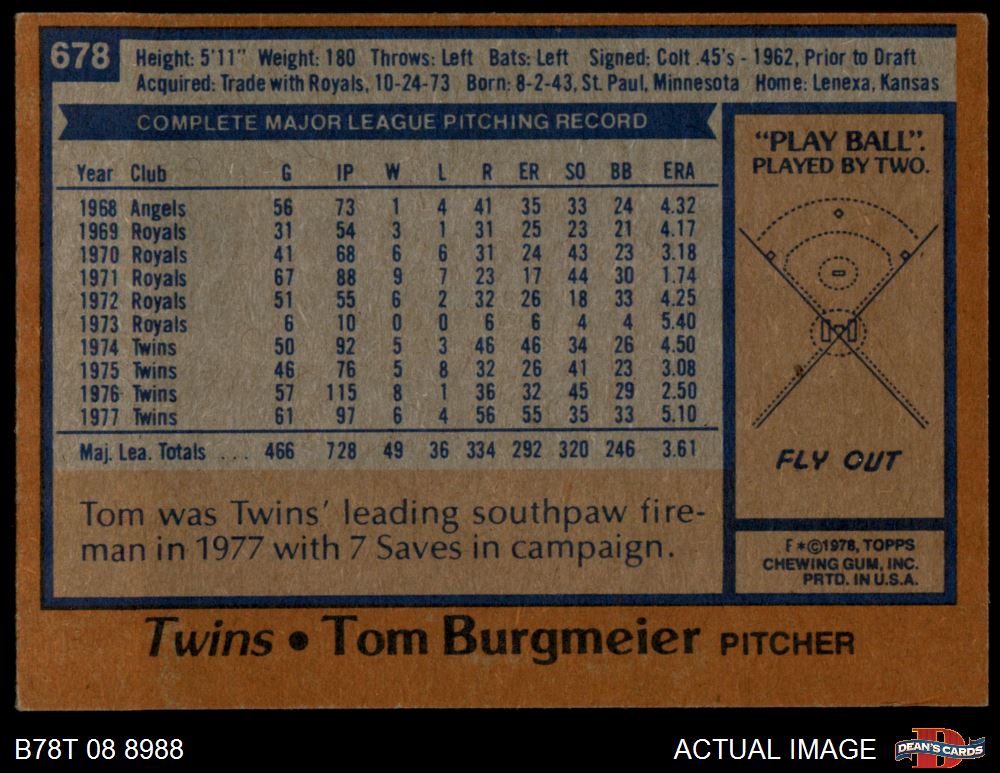 678
Height: 5'11" Weight: 180 Throws: Left Bats: Left Signed: Colt .45's - 1962, Prior to Draft
Acquired: Trade with Royals, 10-24-73 Born: 8-2-43, St. Paul, Minnesota Home: Lenexa, Kansas
COMPLETE MAJOR LEAGUE PITCHING RECORD
Year Club G IP W L R ER SO BB ERA
1968 Angels 56 73 1 4 41 35 33 24 4.32
1969 Royals 31 54 3 1 31 25 23 21 4.17
1970 Royals 41 68 6 6 31 24 43 23 3.18
1971 Royals 67 88 9 7 23 17 44 30 1.74
1972 Royals 51 55 6 2 32 26 18 33 4.25
1973 Royals 6 10 0 0 6 6 4 4 5.40
1974 Twins 50 92 5 3 46 46 34 26 4.50
1975 Twins 46 76 5 8 32 26 41 23 3.08
1976 Twins 57 115 8 1 36 32 45 29 2.50
1977 Twins 61 97 6 4 56 55 35 33 5.10
Maj. Lea. Totals ... 466 728 49 36 334 292 320 246 3.61
Tom was Twins' leading southpaw fire-
man in 1977 with 7 Saves in campaign.
"PLAY BALL":
PLAYED BY TWO.
FLY OUT
F *©1978, TOPPS
CHEWING GUM, INC.
PRTD. IN U.S.A.
Twins • Tom Burgmeier PITCHER
B78T 08 8988
ACTUAL IMAGE
D
DEAN'S CARDS